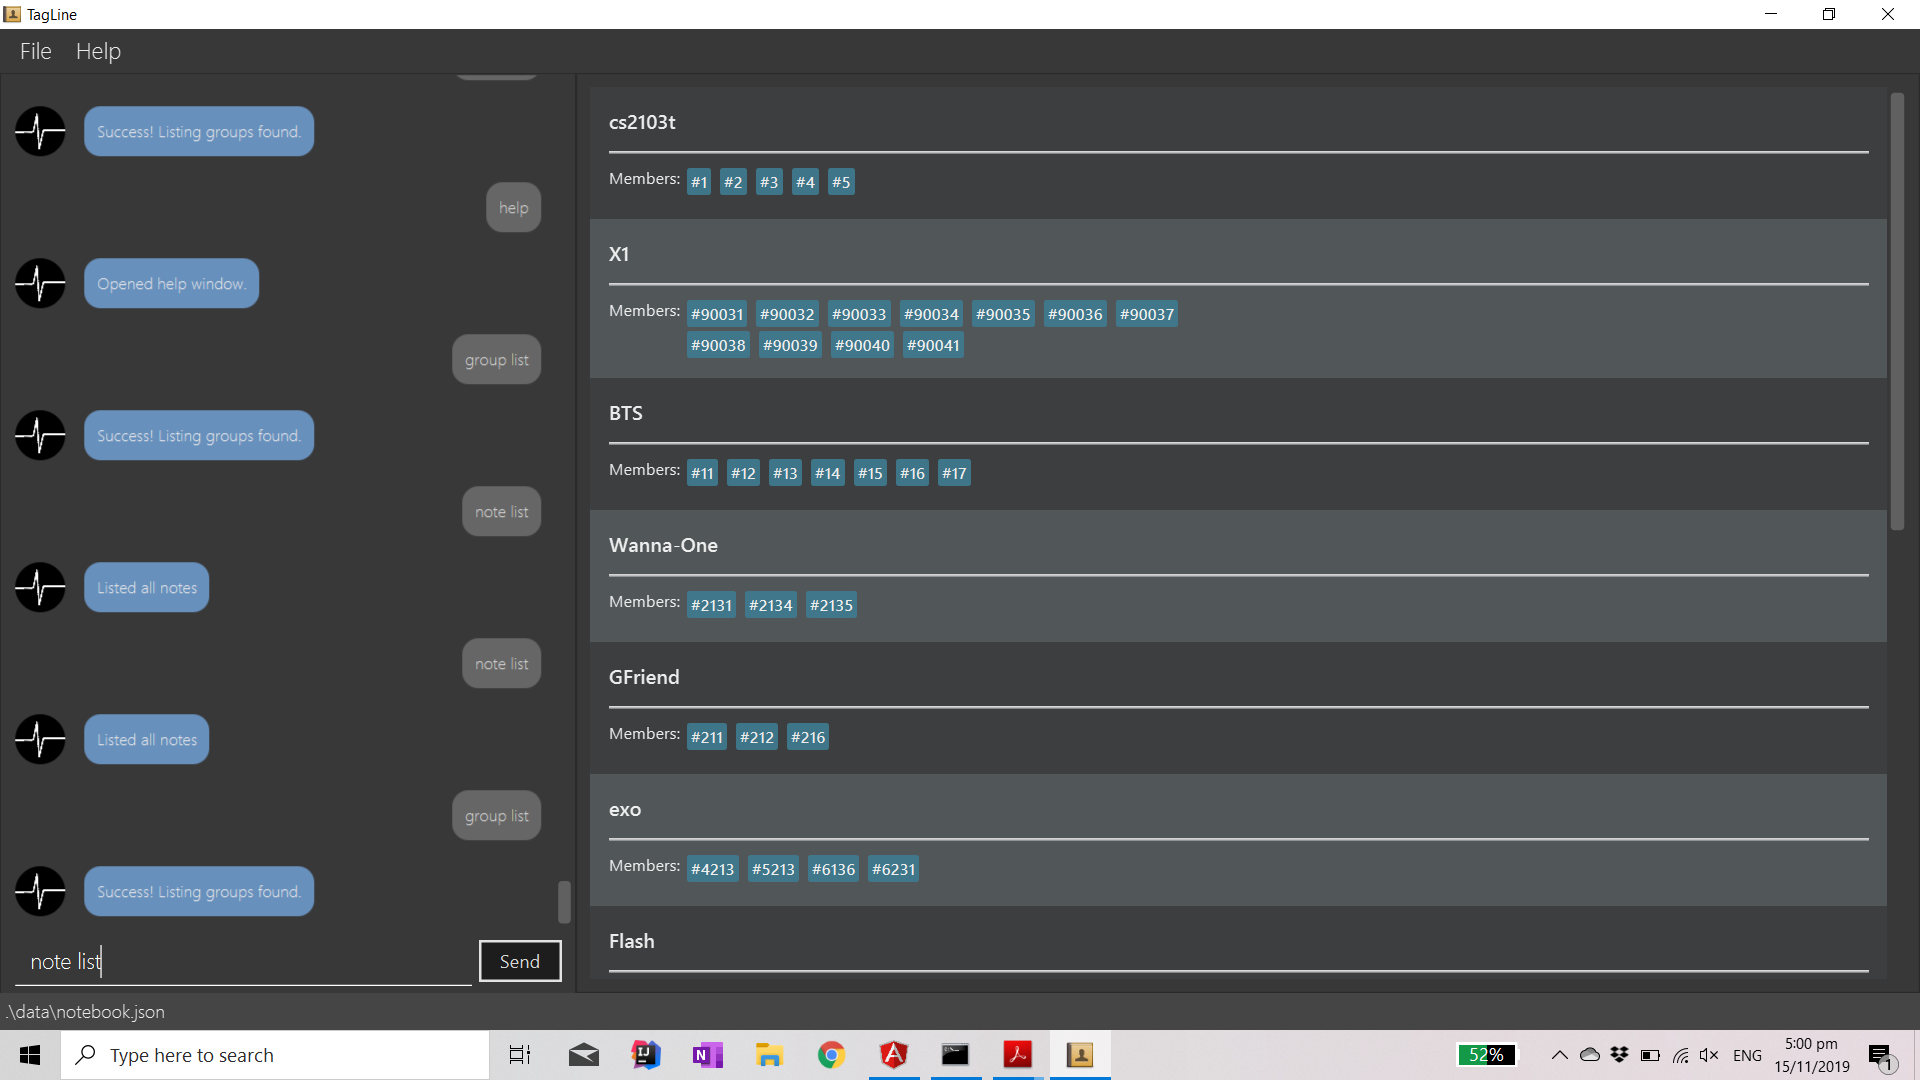 TagLine
File Help
Success! Listing groups found.
help
Opened help window.
group list
Success! Listing groups found.
note list
Listed all notes
note list
Listed all notes
group list
Success! Listing groups found.
note list
Send
cs2103t
Members: #1 #2 #3 #4 #5
X1
Members: #90031 #90032 #90033 #90034 #90035 #90036 #90037
#90038 #90039 #90040 #90041
BTS
Members: #11 #12 #13 #14 #15 #16 #17
Wanna-One
Members: #2131 #2134 #2135
GFriend
Members: #211 #212 #216
exo
Members: #4213 #5213 #6136 #6231
Flash
.\data\notebook.json
Type here to search
52%
ENG
5:00 pm
15/11/2019
1